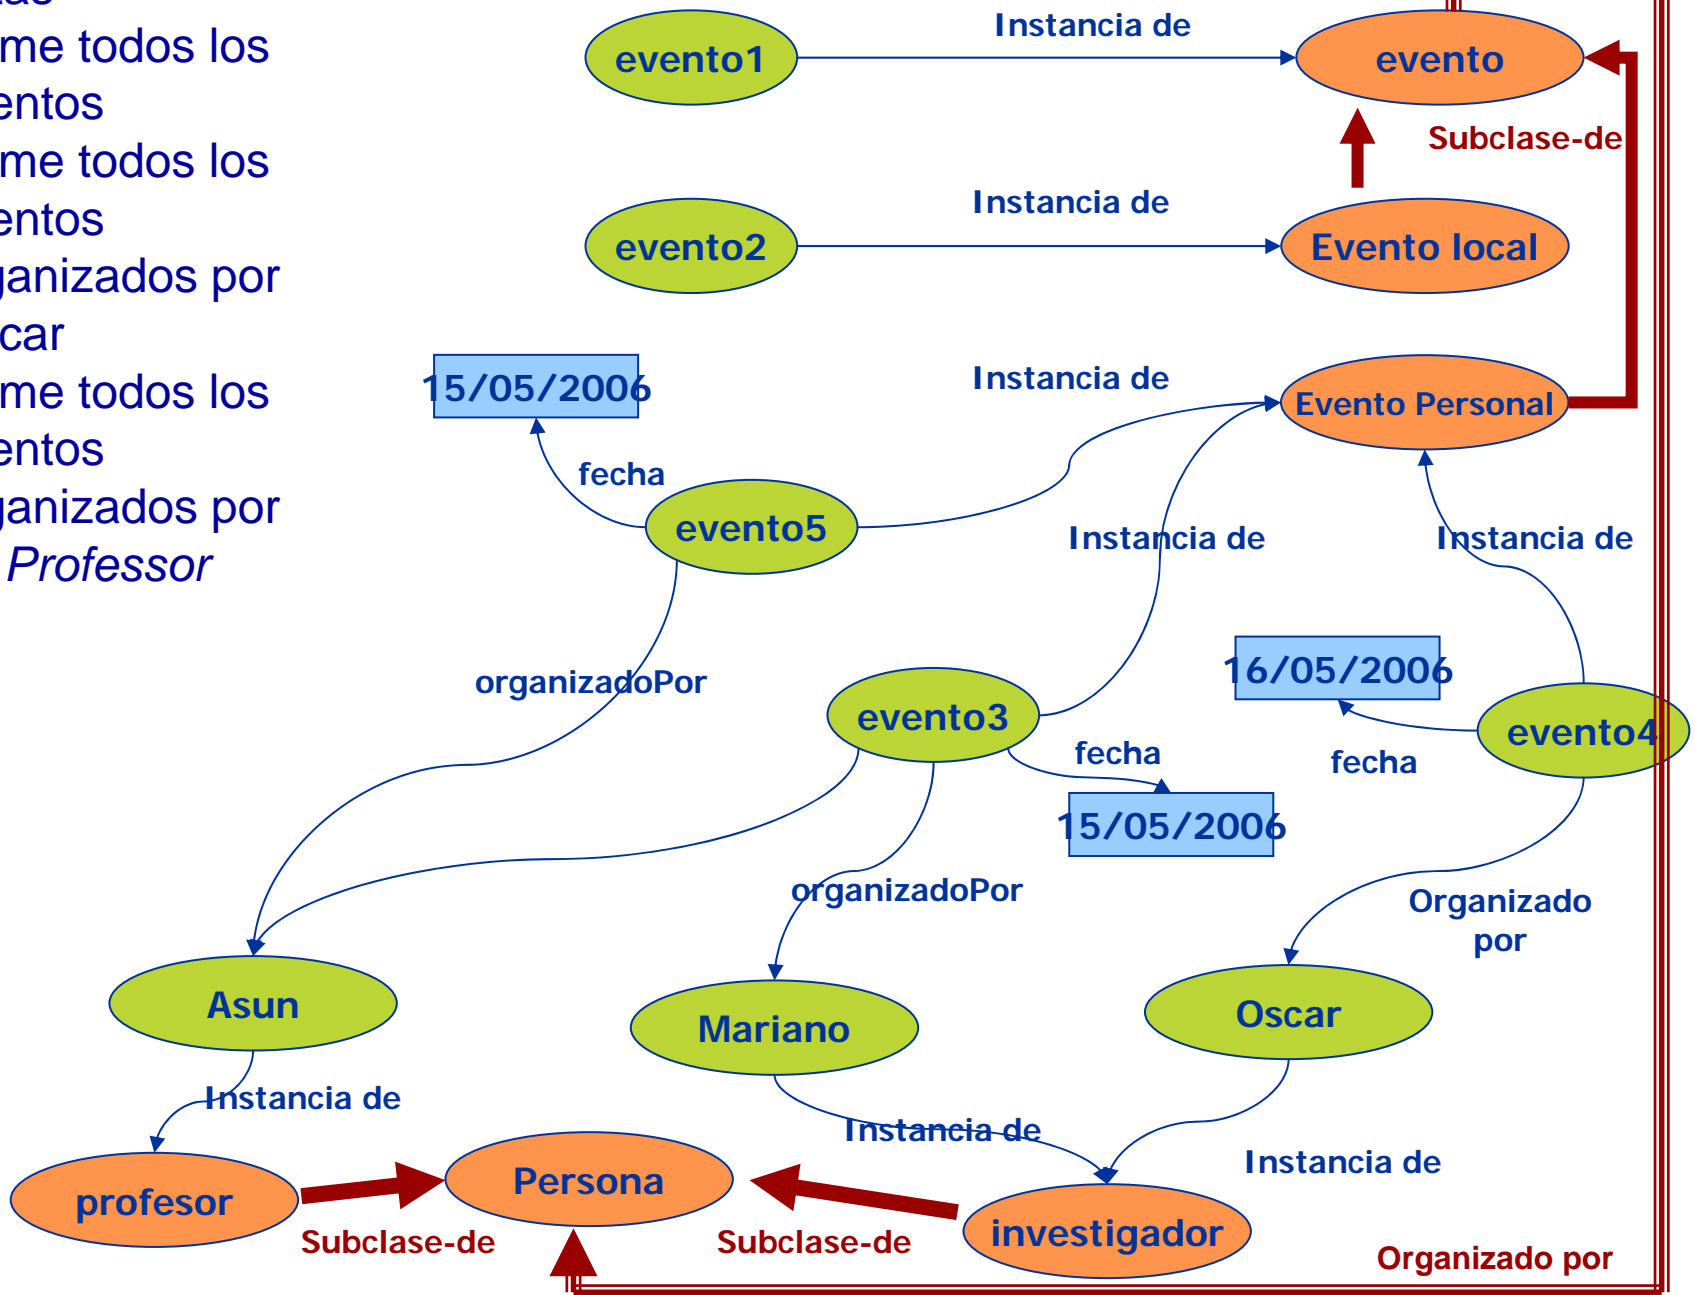 me todos los
entos
me todos los
entos
ganizados por
car
me todos los
entos
ganizados por
Professor
evento1
Instancia de
evento
Subclase-de
evento2
Instancia de
Evento local
15/05/2006
Instancia de
Evento Personal
fecha
evento5
Instancia de
Instancia de
organizadoPor
evento3
16/05/2006
evento4
fecha
fecha
15/05/2006
organizadoPor
Organizado
por
Asun
Mariano
Oscar
Instancia de
Instancia de
Instancia de
profesor
Persona
investigador
Subclase-de
Subclase-de
Organizado por